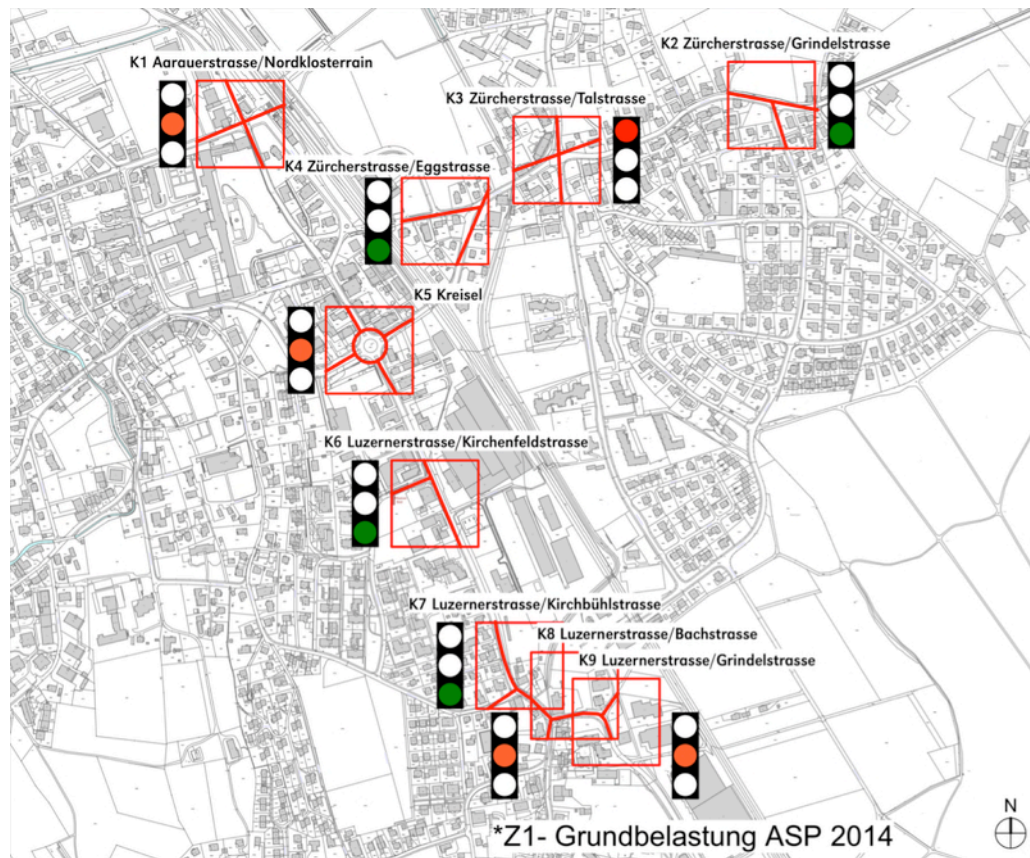 K2 Zürcherstrasse/Grindelstrasse
K1 Aarauerstrasse/Nordklosterrain
K3 Zürcherstrasse/Talstrasse
K4 Zürcherstrasse/Eggstrasse
K5 Kreisel
K6 Luzernerstrasse/Kirchenfeldstrasse
K7 Luzernerstrasse/Kirchbühlstrasse
K8 Luzernerstrasse/Bachstrasse
K9 Luzernerstrasse/Grindelstrasse
N
*Z1- Grundbelastung ASP 2014